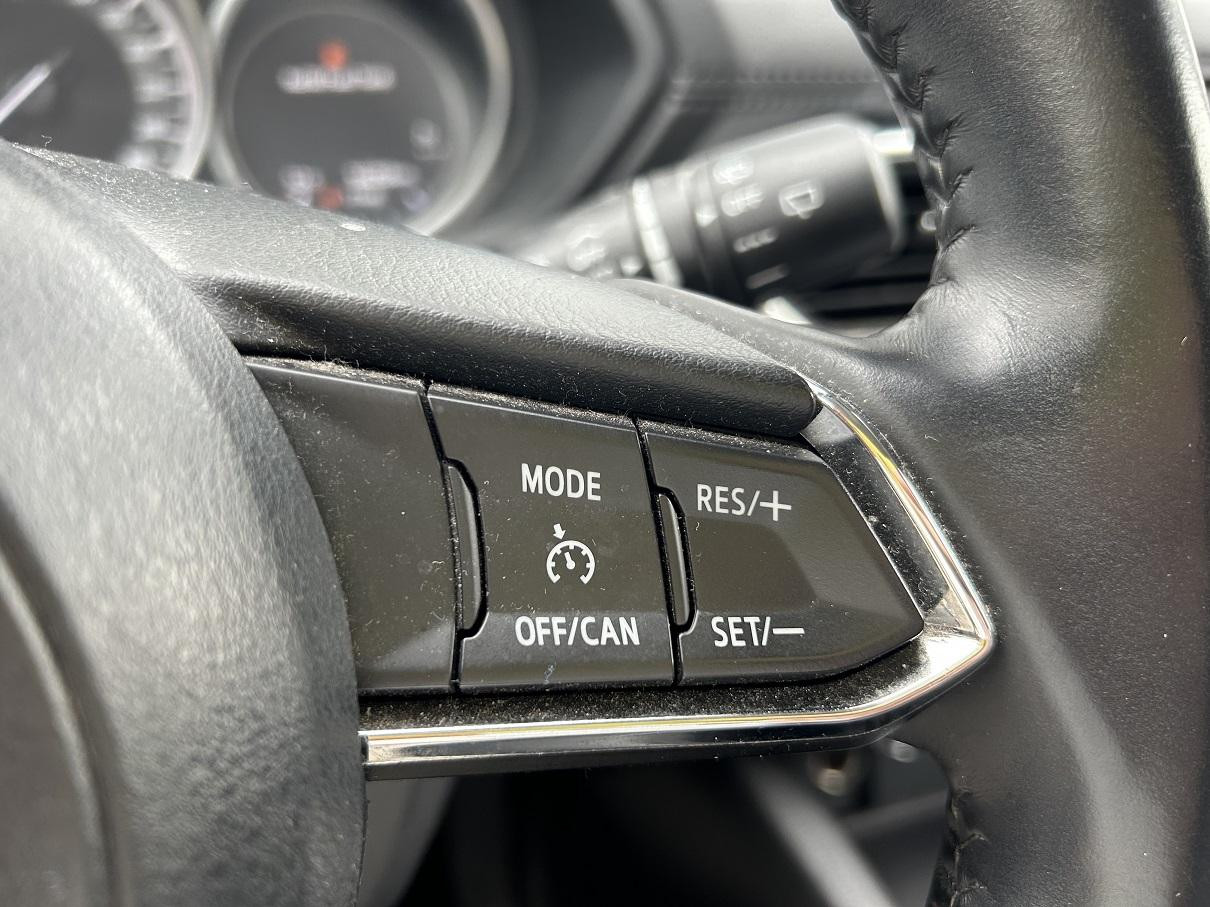 MODE
RES/+
OFF/CAN
SET/—